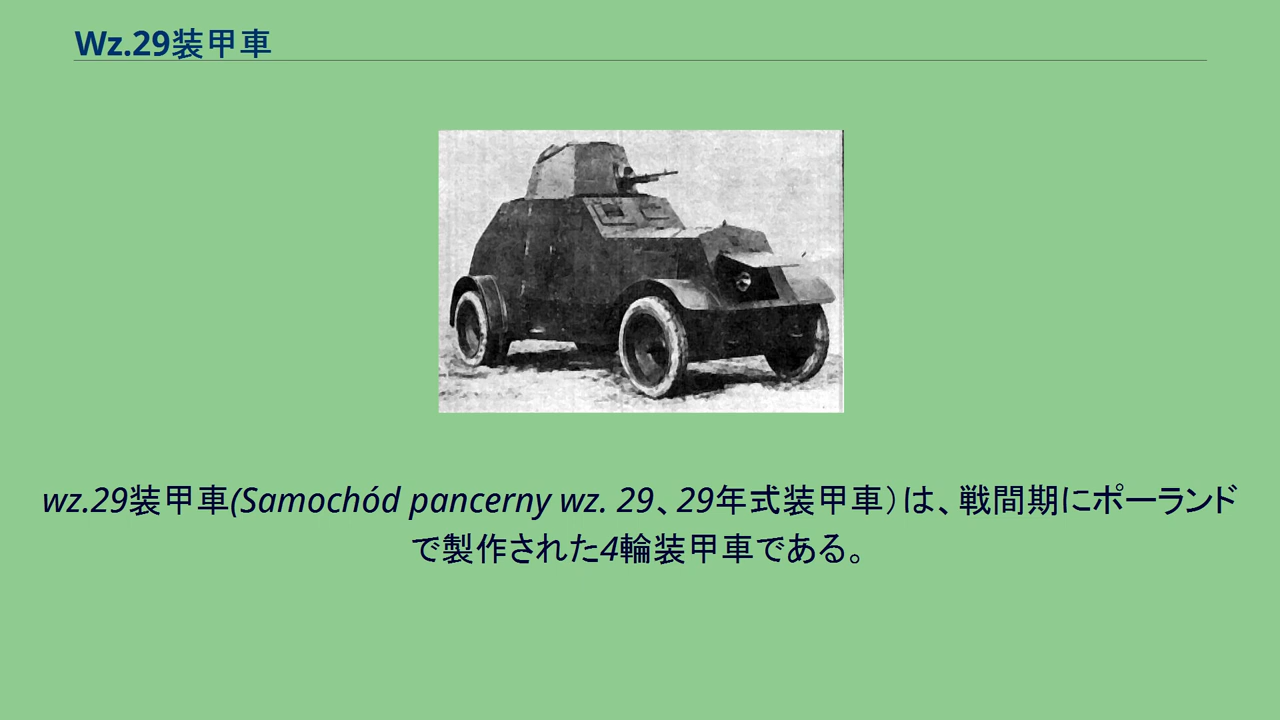 Wz.29装甲車
wz.29装甲車(Samochód pancerny wz. 29、29年式装甲車）は、戦間期にポーランド
で製作された4輪装甲車である。